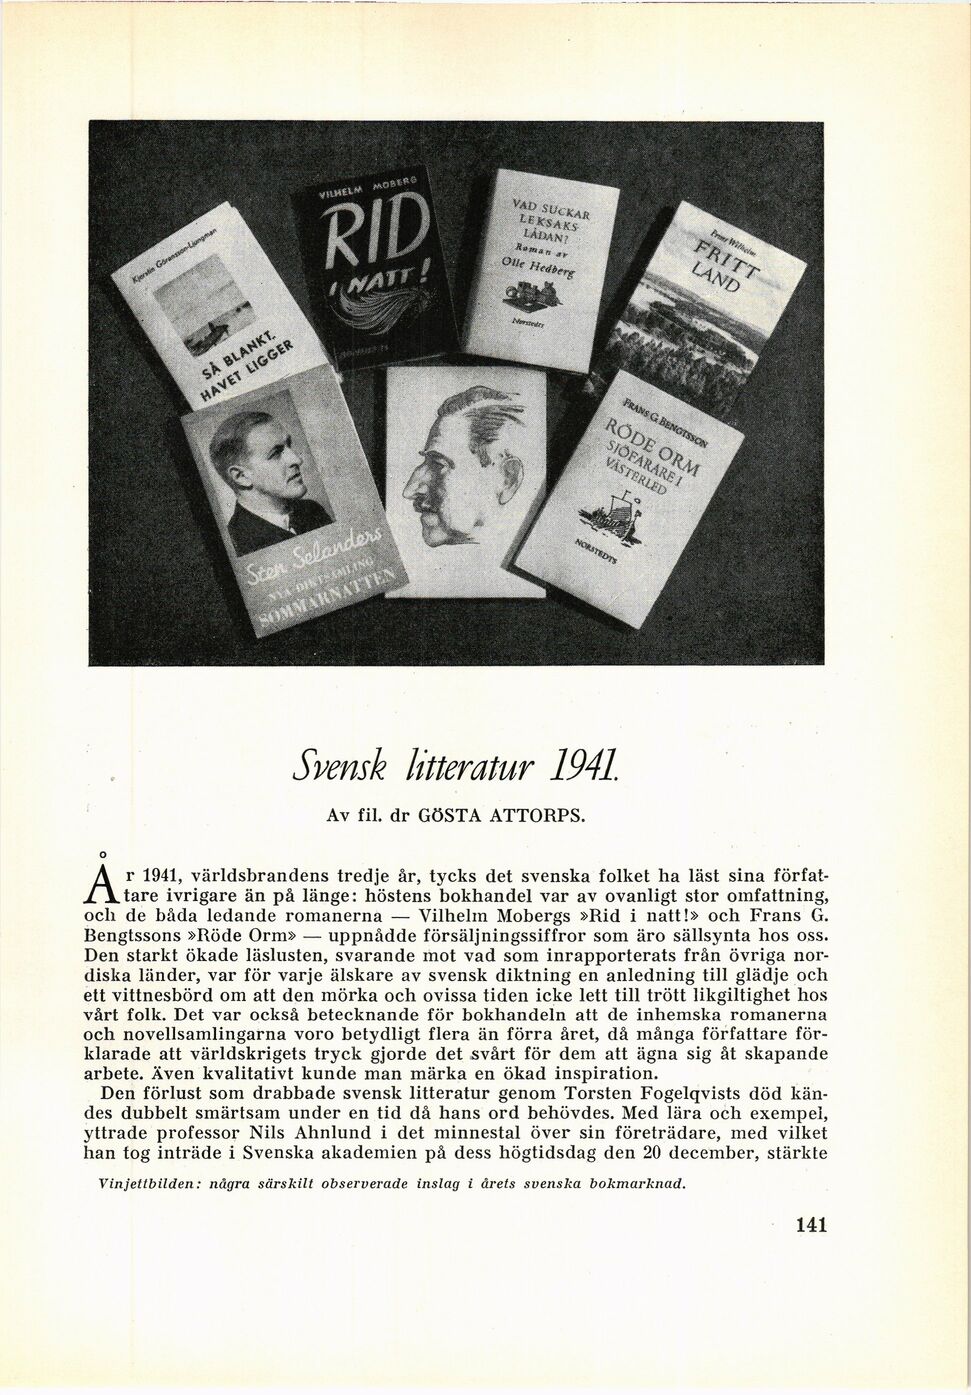 Kjerstin Göransson-Ljungman
SÅ BLANKT
HAVET LIGGER
VILHELM MOBERG
RID
I NATT!
VAD SUCKAR
LEKSAKS
LÅDAN?
Roman av
Olle Hedberg
Norstedts
Peter Wilhelm
FRITT
LAND
Sten Selanders
NYA DIKTSAMLING
SOMMARNATTEN
FRANS G. BENGTSSON
RÖDE ORM
SJÖFARARE I
VÄSTERLED
NORSTEDTS
Svensk litteratur 1941.
Av fil. dr GÖSTA ATTORPS.
År 1941, världsbrandens tredje år, tycks det svenska folket ha läst sina förfat-
tare ivrigare än på länge: höstens bokhandel var av ovanligt stor omfattning,
och de båda ledande romanerna — Vilhelm Mobergs »Rid i natt!» och Frans G.
Bengtssons »Röde Orm» — uppnådde försäljningssiffror som äro sällsynta hos oss.
Den starkt ökade läslusten, svarande mot vad som inrapporterats från övriga nor-
diska länder, var för varje älskare av svensk diktning en anledning till glädje och
ett vittnesbörd om att den mörka och ovissa tiden icke lett till trött likgiltighet hos
vårt folk. Det var också betecknande för bokhandeln att de inhemska romanerna
och novellsamlingarna voro betydligt flera än förra året, då många författare för-
klarade att världskrigets tryck gjorde det svårt för dem att ägna sig åt skapande
arbete. Även kvalitativt kunde man märka en ökad inspiration.
Den förlust som drabbade svensk litteratur genom Torsten Fogelqvists död kän-
des dubbelt smärtsam under en tid då hans ord behövdes. Med lära och exempel,
yttrade professor Nils Ahnlund i det minnestal över sin företrädare, med vilket
han tog inträde i Svenska akademien på dess högtidsdag den 20 december, stärkte
Vinjettbilden: några särskilt observerade inslag i årets svenska bokmarknad.
141